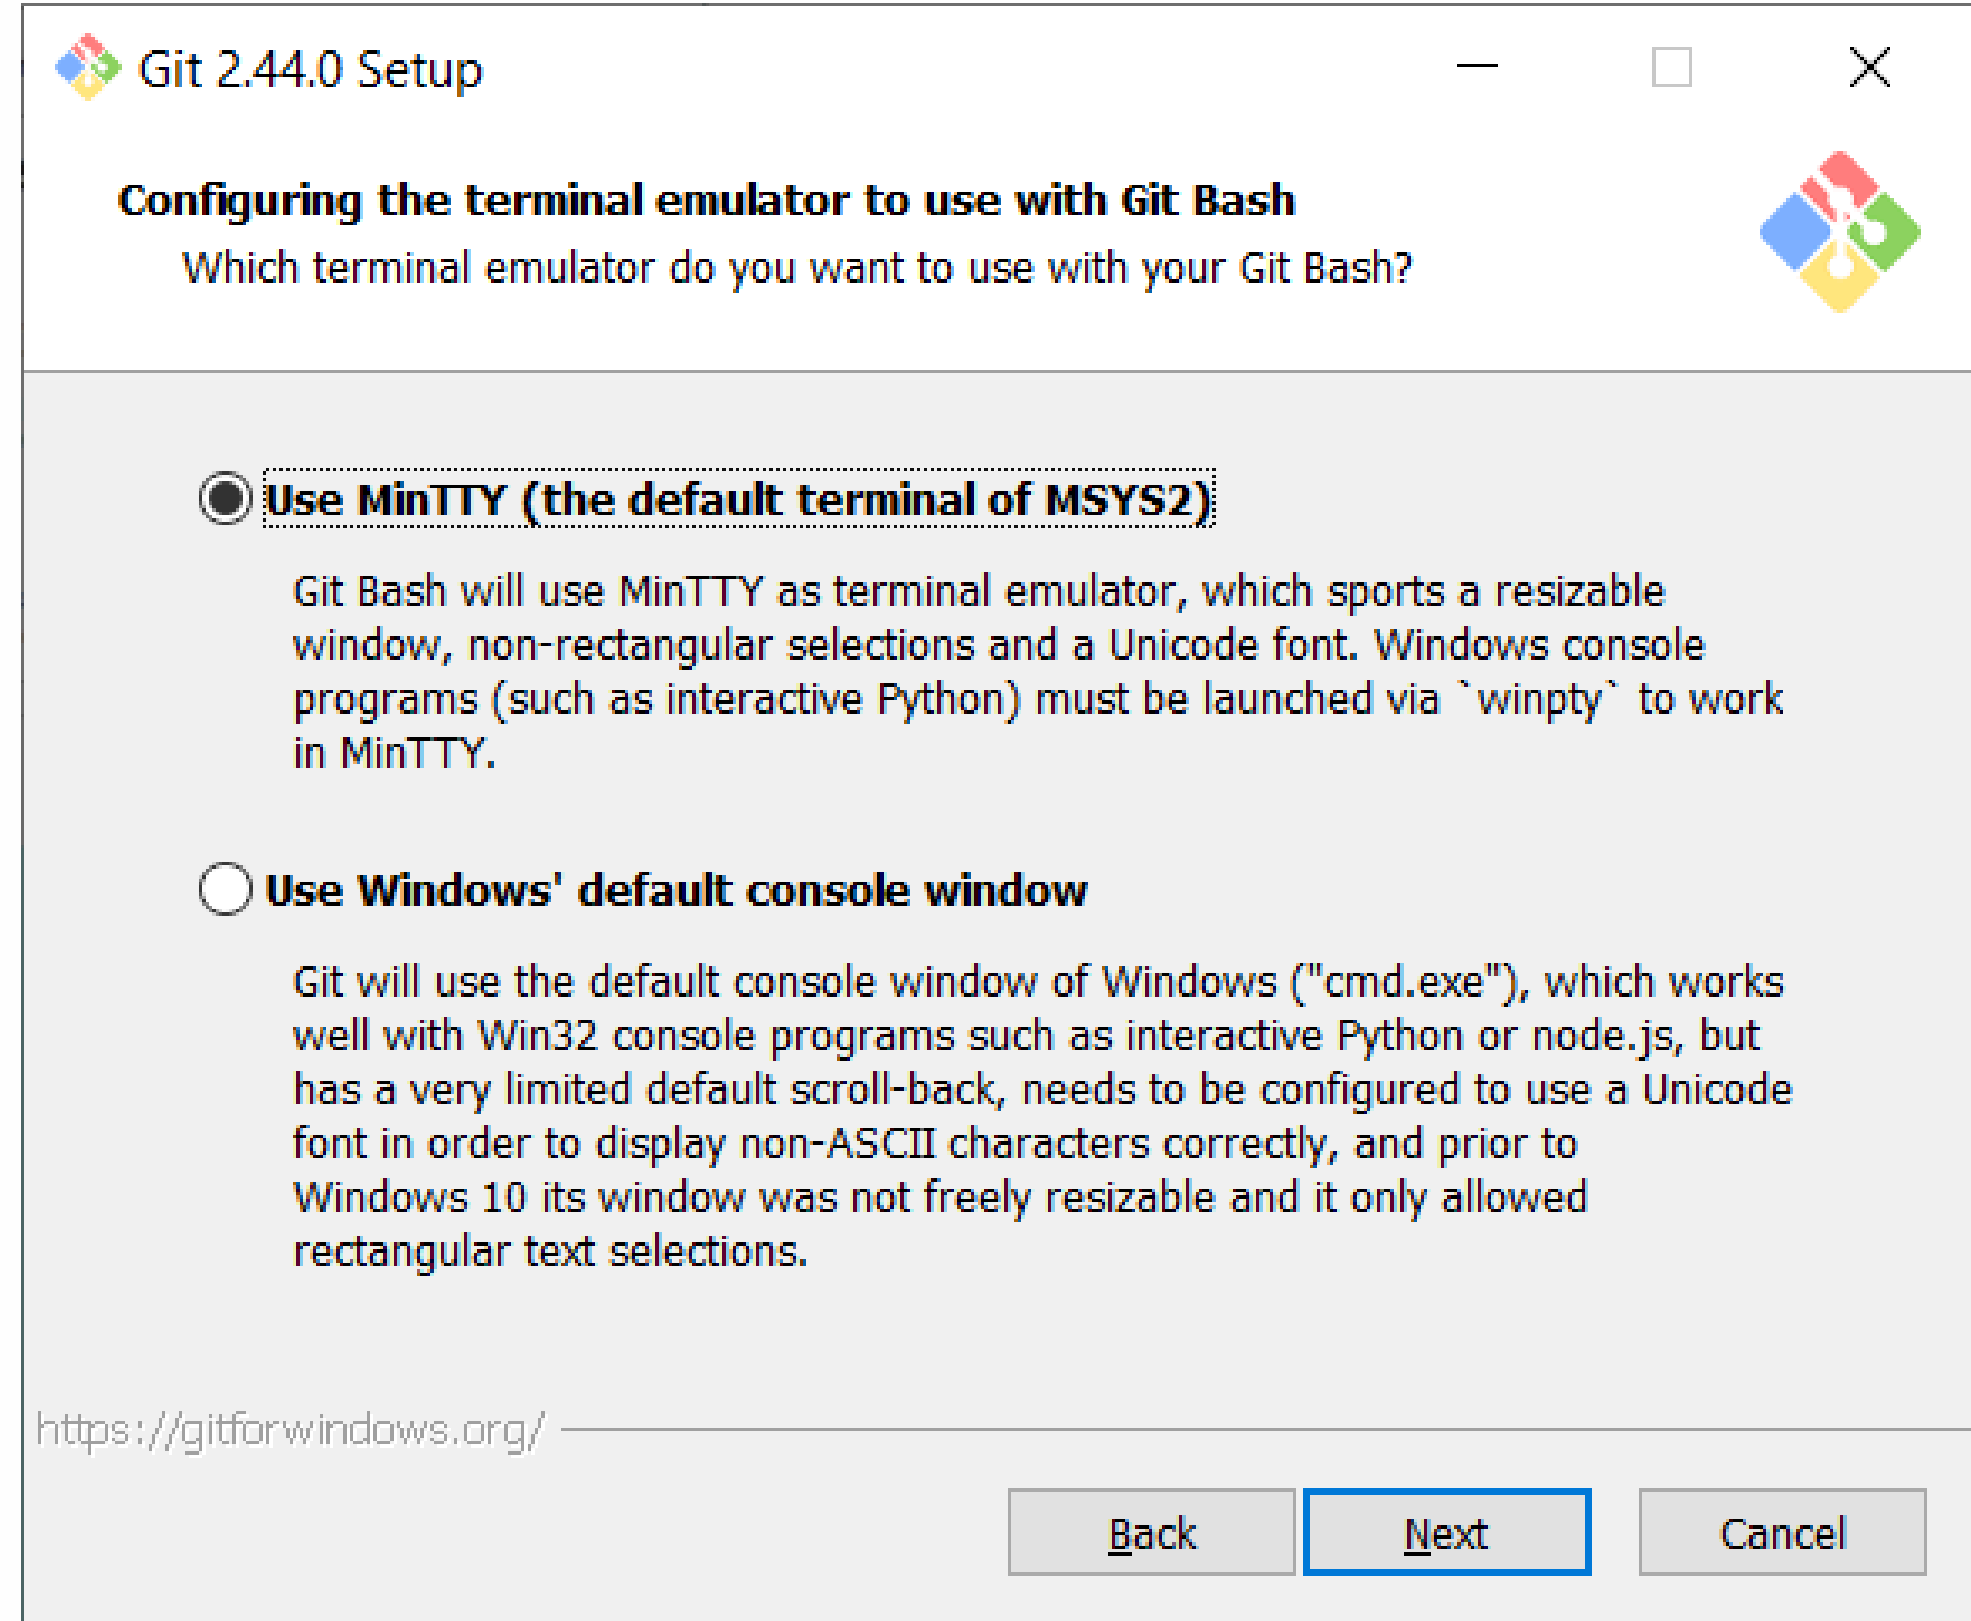 Git 2.44.0 Setup
Configuring the terminal emulator to use with Git Bash
Which terminal emulator do you want to use with your Git Bash?
Use MinTTY (the default terminal of MSYS2)
Git Bash will use MinTTY as terminal emulator, which sports a resizable
window, non-rectangular selections and a Unicode font. Windows console
programs (such as interactive Python) must be launched via `winpty` to work
in MinTTY.
Use Windows' default console window
Git will use the default console window of Windows ("cmd.exe"), which works
well with Win32 console programs such as interactive Python or node.js, but
has a very limited default scroll-back, needs to be configured to use a Unicode
font in order to display non-ASCII characters correctly, and prior to
Windows 10 its window was not freely resizable and it only allowed
rectangular text selections.
https://gitforwindows.org/
Back Next Cancel